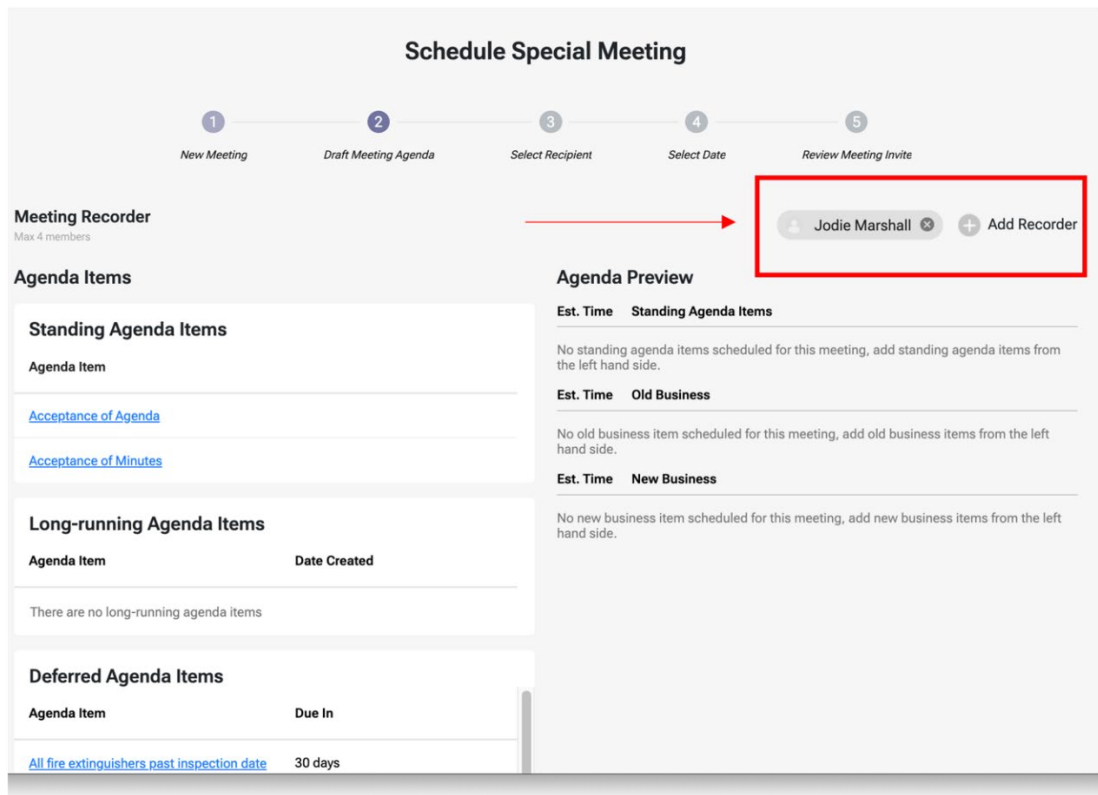 Schedule Special Meeting
1 2 3 4 5
New Meeting Draft Meeting Agenda Select Recipient Select Date Review Meeting Invite
Meeting Recorder
Max 4 members
Jodie Marshall Add Recorder
Agenda Items
Standing Agenda Items
Agenda Item
Acceptance of Agenda
Acceptance of Minutes
Long-running Agenda Items
Agenda Item Date Created
There are no long-running agenda items
Deferred Agenda Items
Agenda Item Due In
All fire extinguishers past inspection date 30 days
Agenda Preview
Est. Time Standing Agenda Items
No standing agenda items scheduled for this meeting, add standing agenda items from
the left hand side.
Est. Time Old Business
No old business item scheduled for this meeting, add old business items from the left
hand side.
Est. Time New Business
No new business item scheduled for this meeting, add new business items from the left
hand side.